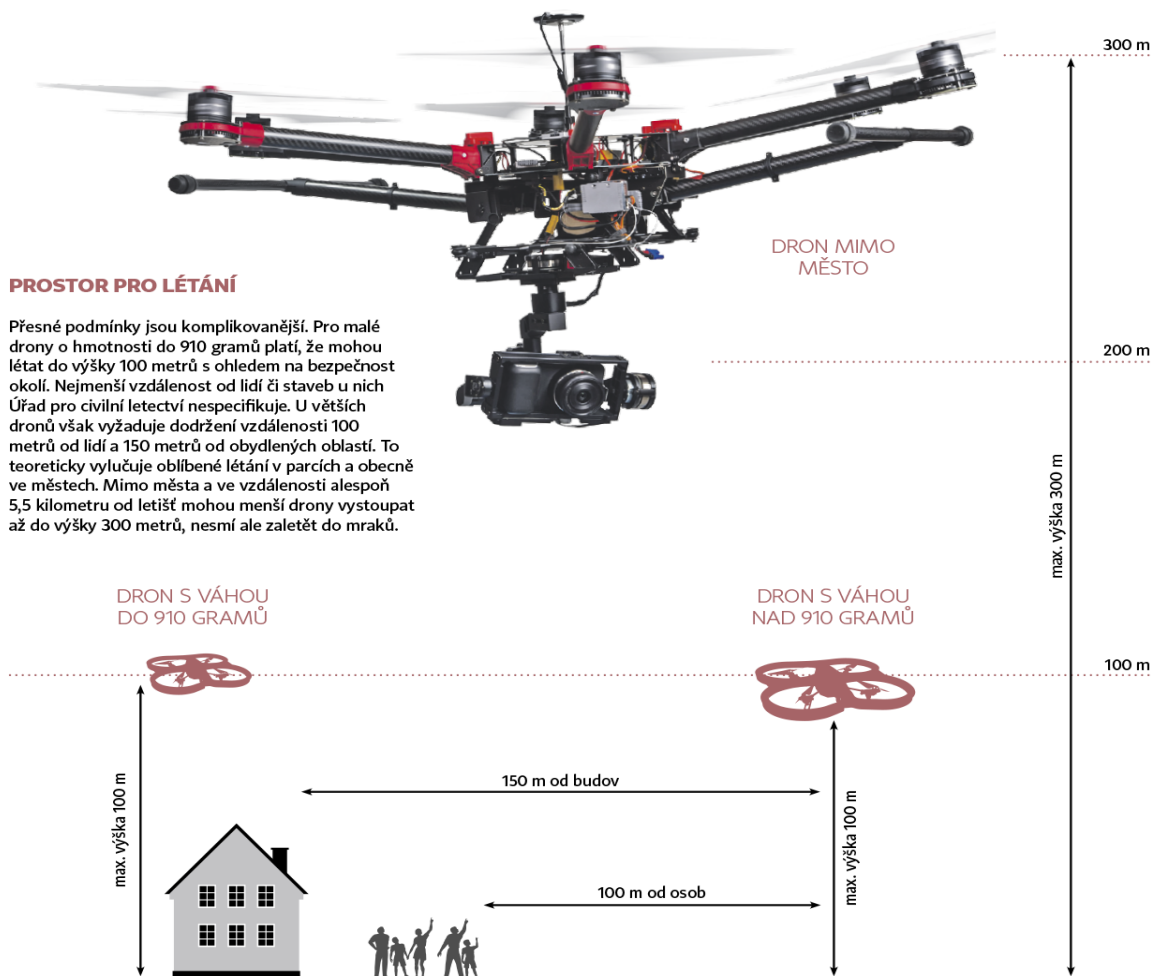 300 m
DRON MIMO
MĚSTO
PROSTOR PRO LÉTÁNÍ
Přesné podmínky jsou komplikovanější. Pro malé
drony o hmotnosti do 910 gramů platí, že mohou
létat do výšky 100 metrů s ohledem na bezpečnost
okolí. Nejmenší vzdálenost od lidí či staveb u nich
Úřad pro civilní letectví nespecifikuje. U větších
dronů však vyžaduje dodržení vzdálenosti 100
metrů od lidí a 150 metrů od obydlených oblastí. To
teoreticky vylučuje oblíbené létání v parcích a obecně
ve městech. Mimo města a ve vzdálenosti alespoň
5,5 kilometru od letišť mohou menší drony vystoupat
až do výšky 300 metrů, nesmí ale zaletět do mraků.
200 m
max. výška 300 m
DRON S VÁHOU
DO 910 GRAMŮ
DRON S VÁHOU
NAD 910 GRAMŮ
100 m
max. výška 100 m
150 m od budov
max. výška 100 m
100 m od osob